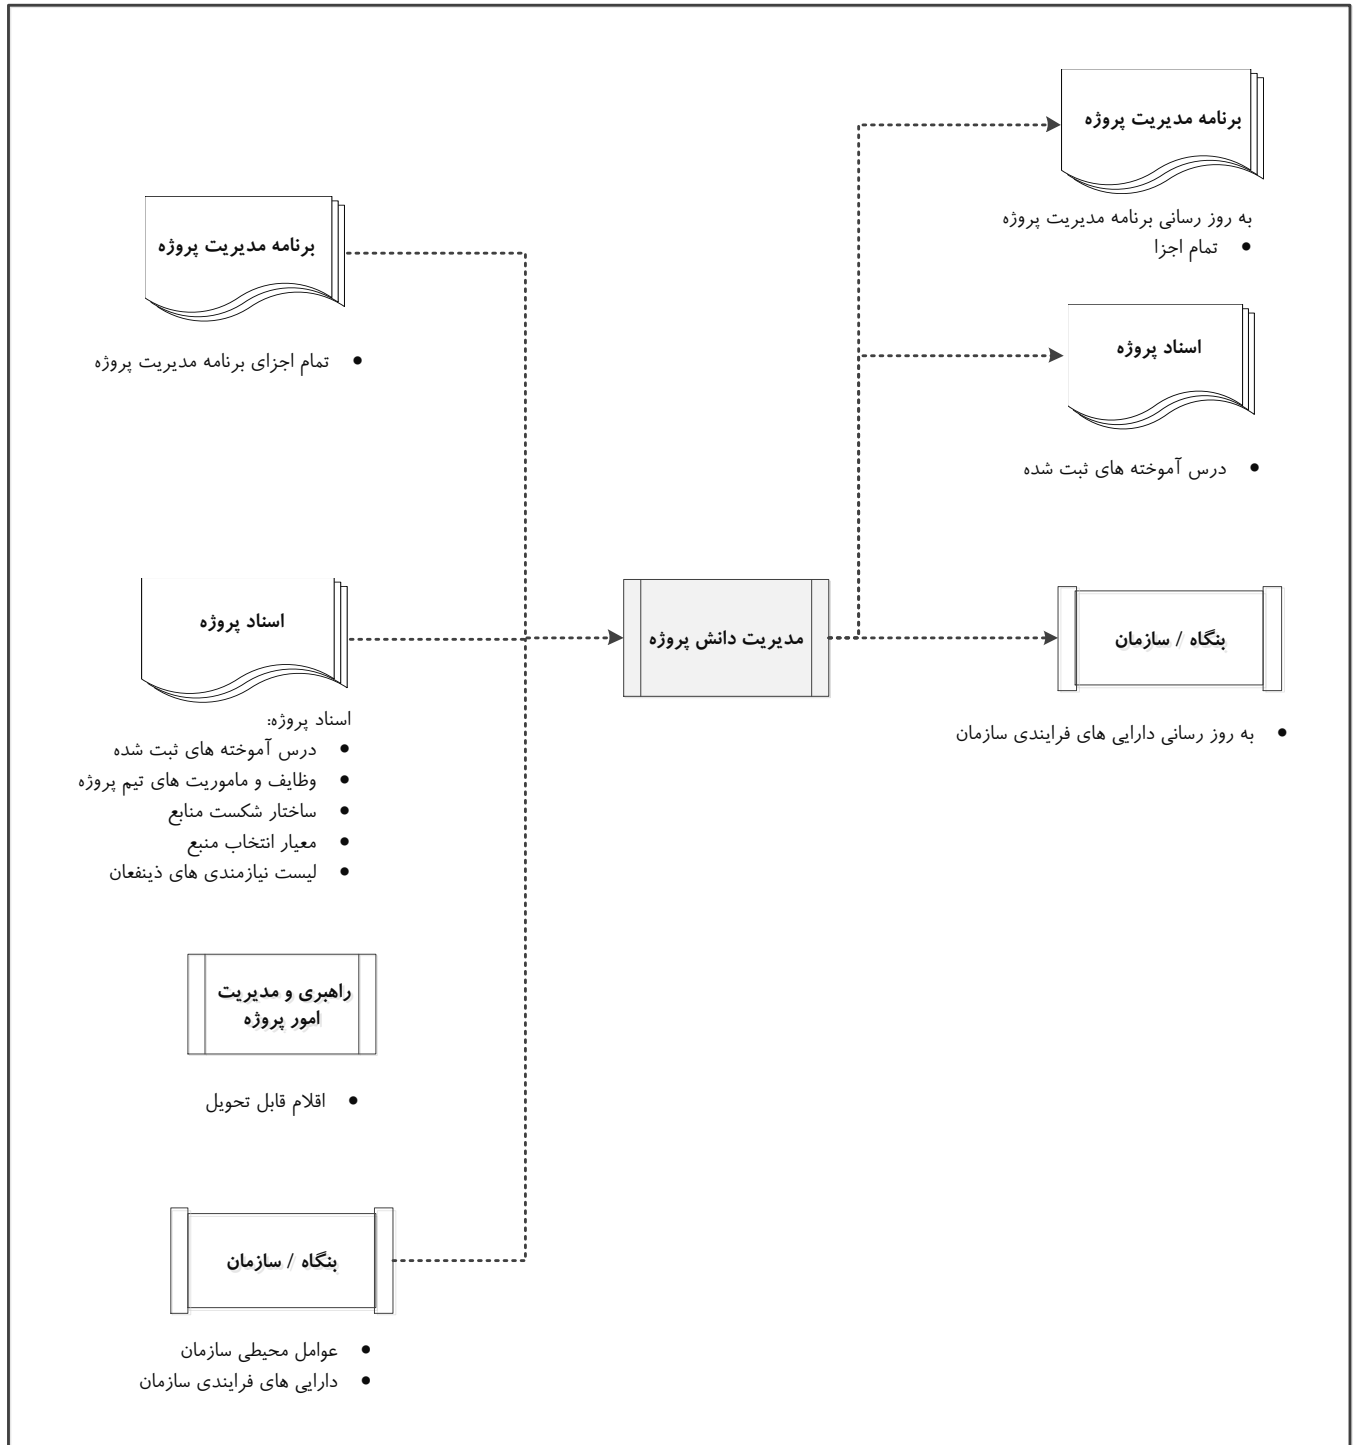 برنامه مدیریت پروژه
به روز رسانی برنامه مدیریت پروژه
• تمام اجزا
اسناد پروژه
• درس آموخته های ثبت شده
بنگاه / سازمان
• به روز رسانی دارایی های فرایندی سازمان
مدیریت دانش پروژه
برنامه مدیریت پروژه
• تمام اجزای برنامه مدیریت پروژه
اسناد پروژه
اسناد پروژه:
• درس آموخته های ثبت شده
• وظایف و ماموریت های تیم پروژه
• ساختار شکست منابع
• معیار انتخاب منبع
• لیست نیازمندی های ذینفعان
راهبری و مدیریت
امور پروژه
• اقلام قابل تحویل
بنگاه / سازمان
• عوامل محیطی سازمان
• دارایی های فرایندی سازمان